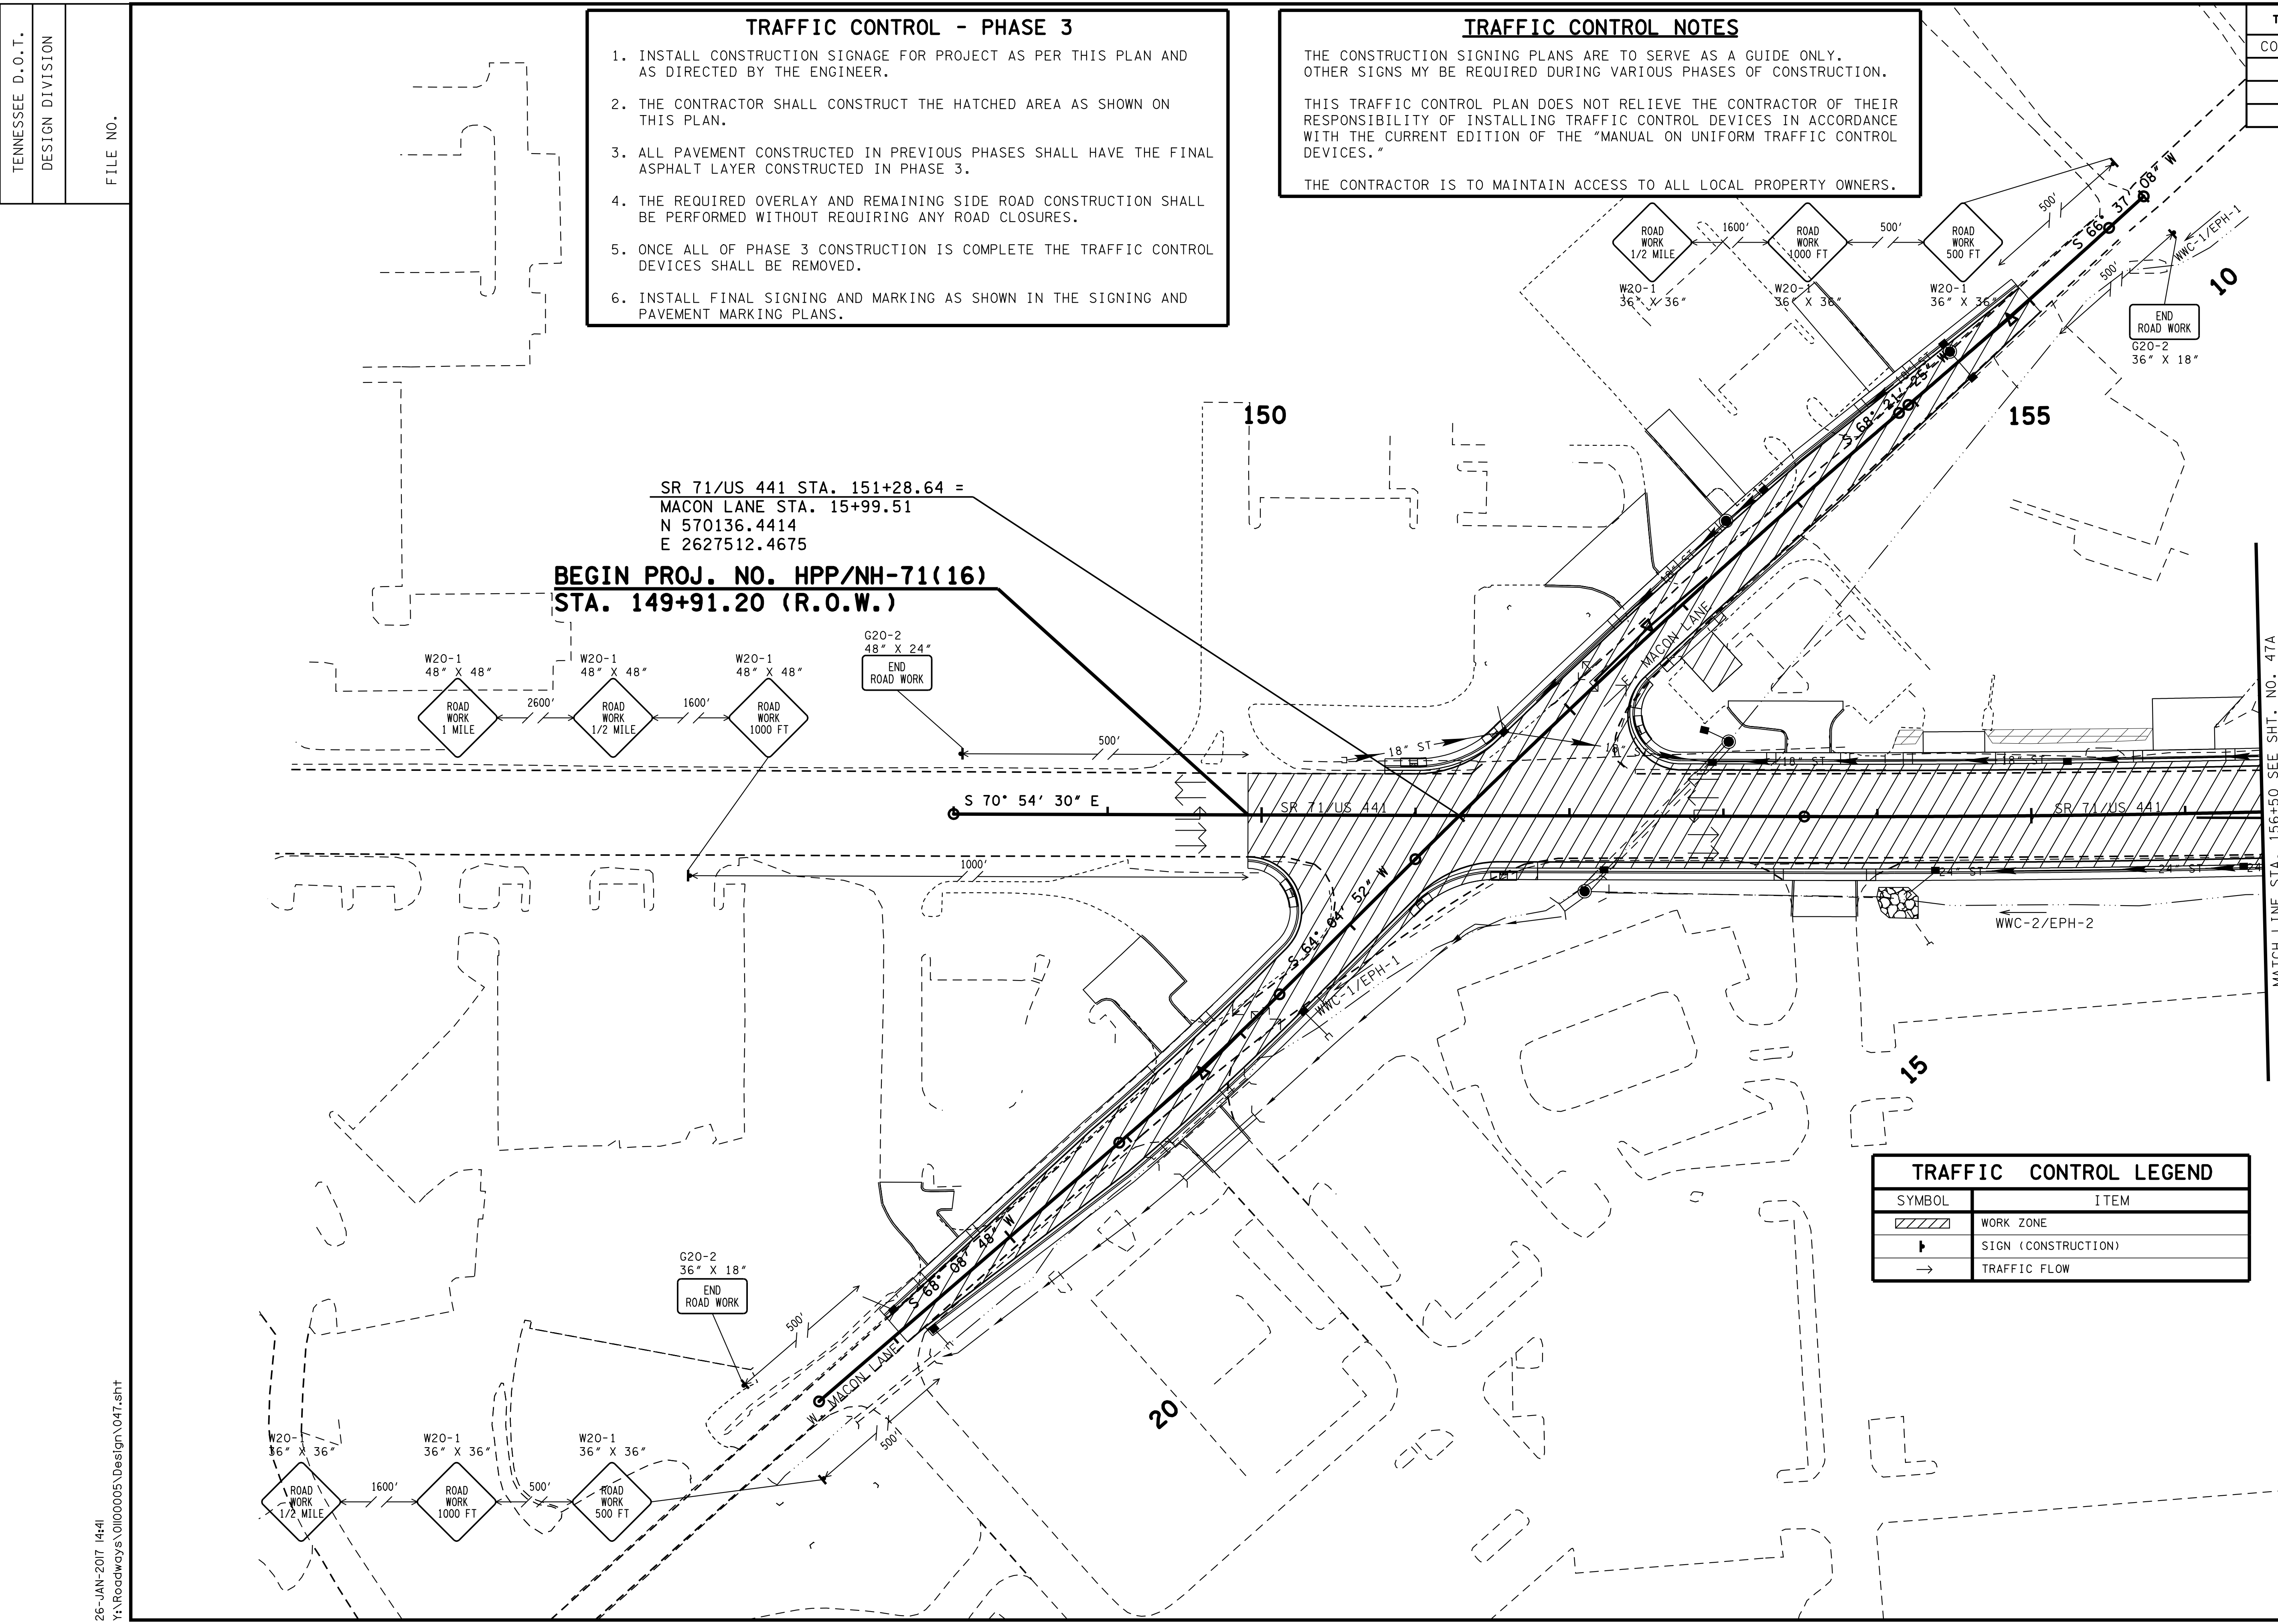 TENNESSEE D.O.T.
DESIGN DIVISION
FILE NO.
TRAFFIC CONTROL - PHASE 3
1. INSTALL CONSTRUCTION SIGNAGE FOR PROJECT AS PER THIS PLAN AND
AS DIRECTED BY THE ENGINEER.
2. THE CONTRACTOR SHALL CONSTRUCT THE HATCHED AREA AS SHOWN ON
THIS PLAN.
3. ALL PAVEMENT CONSTRUCTED IN PREVIOUS PHASES SHALL HAVE THE FINAL
ASPHALT LAYER CONSTRUCTED IN PHASE 3.
4. THE REQUIRED OVERLAY AND REMAINING SIDE ROAD CONSTRUCTION SHALL
BE PERFORMED WITHOUT REQUIRING ANY ROAD CLOSURES.
5. ONCE ALL OF PHASE 3 CONSTRUCTION IS COMPLETE THE TRAFFIC CONTROL
DEVICES SHALL BE REMOVED.
6. INSTALL FINAL SIGNING AND MARKING AS SHOWN IN THE SIGNING AND
PAVEMENT MARKING PLANS.
TRAFFIC CONTROL NOTES
THE CONSTRUCTION SIGNING PLANS ARE TO SERVE AS A GUIDE ONLY.
OTHER SIGNS MY BE REQUIRED DURING VARIOUS PHASES OF CONSTRUCTION.
THIS TRAFFIC CONTROL PLAN DOES NOT RELIEVE THE CONTRACTOR OF THEIR
RESPONSIBILITY OF INSTALLING TRAFFIC CONTROL DEVICES IN ACCORDANCE
WITH THE CURRENT EDITION OF THE "MANUAL ON UNIFORM TRAFFIC CONTROL
DEVICES."
THE CONTRACTOR IS TO MAINTAIN ACCESS TO ALL LOCAL PROPERTY OWNERS.
T
CO
ROAD
WORK
1/2 MILE
1600'
ROAD
WORK
1000 FT
500'
ROAD
WORK
500 FT
W20-1
36" X 36"
W20-1
36" X 36"
W20-1
36" X 36"
500'
S 66° 37' 08" W
WWC-1/EPH-1
500'
10
END
ROAD WORK
G20-2
36" X 18"
150
155
S 68° 21' 25" W
18" ST
SR 71/US 441 STA. 151+28.64 =
MACON LANE STA. 15+99.51
N 570136.4414
E 2627512.4675
BEGIN PROJ. NO. HPP/NH-71(16)
STA. 149+91.20 (R.O.W.)
18" ST
E. MACON LANE
W20-1
48" X 48"
W20-1
48" X 48"
W20-1
48" X 48"
G20-2
48" X 24"
END
ROAD WORK
ROAD
WORK
1 MILE
2600'
ROAD
WORK
1/2 MILE
1600'
ROAD
WORK
1000 FT
500'
18" ST
18" S
18" ST
18" ST
S 70° 54' 30" E
SR 71/US 441
SR 71/US 441
1000'
24" ST
24" ST
24
WWC-2/EPH-2
MATCH LINE STA. 156+50 SEE SHT. NO. 47A
S 64° 04' 52" W
WWC-1/EPH-1
15
TRAFFIC CONTROL LEGEND
SYMBOL ITEM
WORK ZONE
SIGN (CONSTRUCTION)
TRAFFIC FLOW
S 68° 08' 48" W
G20-2
36" X 18"
END
ROAD WORK
500'
W. MACON LANE
500'
20
W20-1
36" X 36"
W20-1
36" X 36"
W20-1
36" X 36"
ROAD
WORK
1/2 MILE
1600'
ROAD
WORK
1000 FT
500'
ROAD
WORK
500 FT
26-JAN-2017 14:41
Y:\Roadways\0110005\Design\047.sht